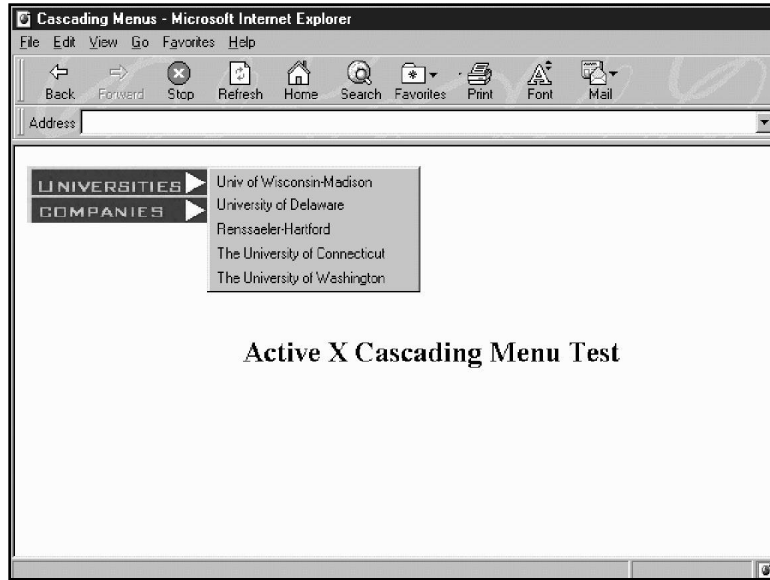 Cascading Menus - Microsoft Internet Explorer
File Edit View Go Favorites Help
Back Forward Stop Refresh Home Search Favorites Print Font Mail
Address
UNIVERSITIES
COMPANIES
Univ of Wisconsin-Madison
University of Delaware
Renssaeler-Hartford
The University of Connecticut
The University of Washington
Active X Cascading Menu Test